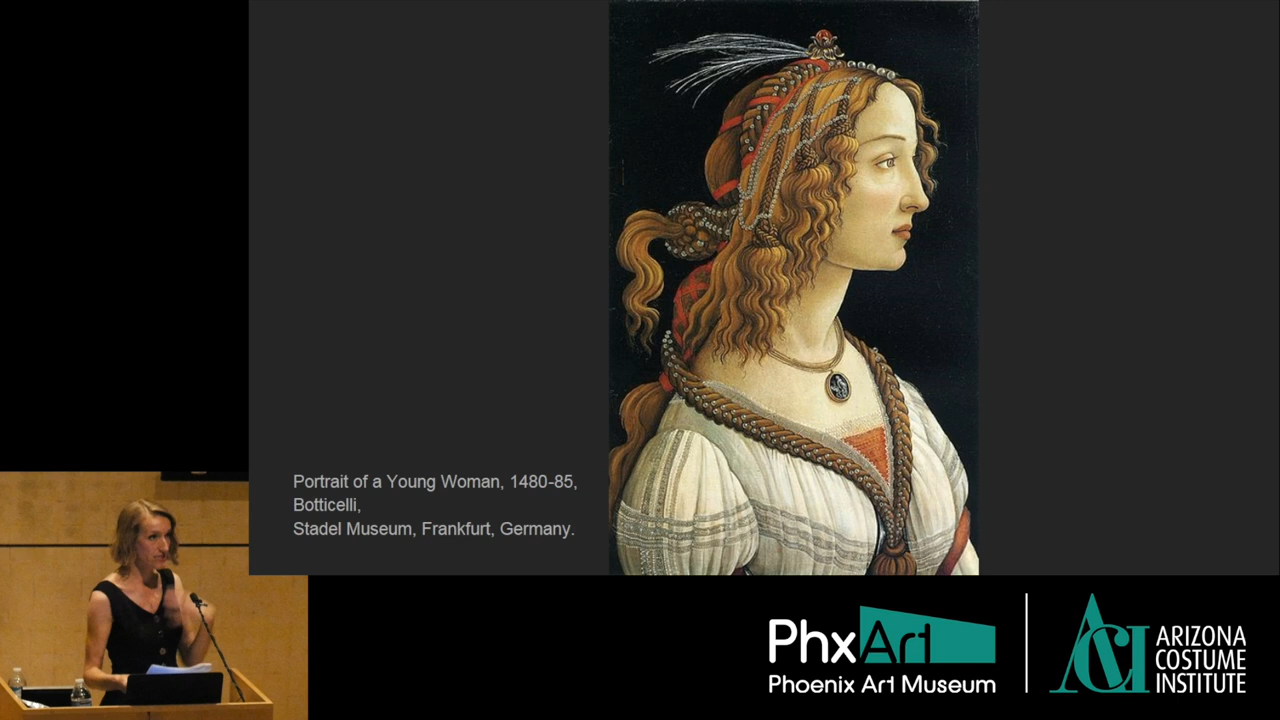 Portrait of a Young Woman, 1480-85,
Botticelli,
Stadel Museum, Frankfurt, Germany.
PhxArt
Phoenix Art Museum
ACI
ARIZONA
COSTUME
INSTITUTE